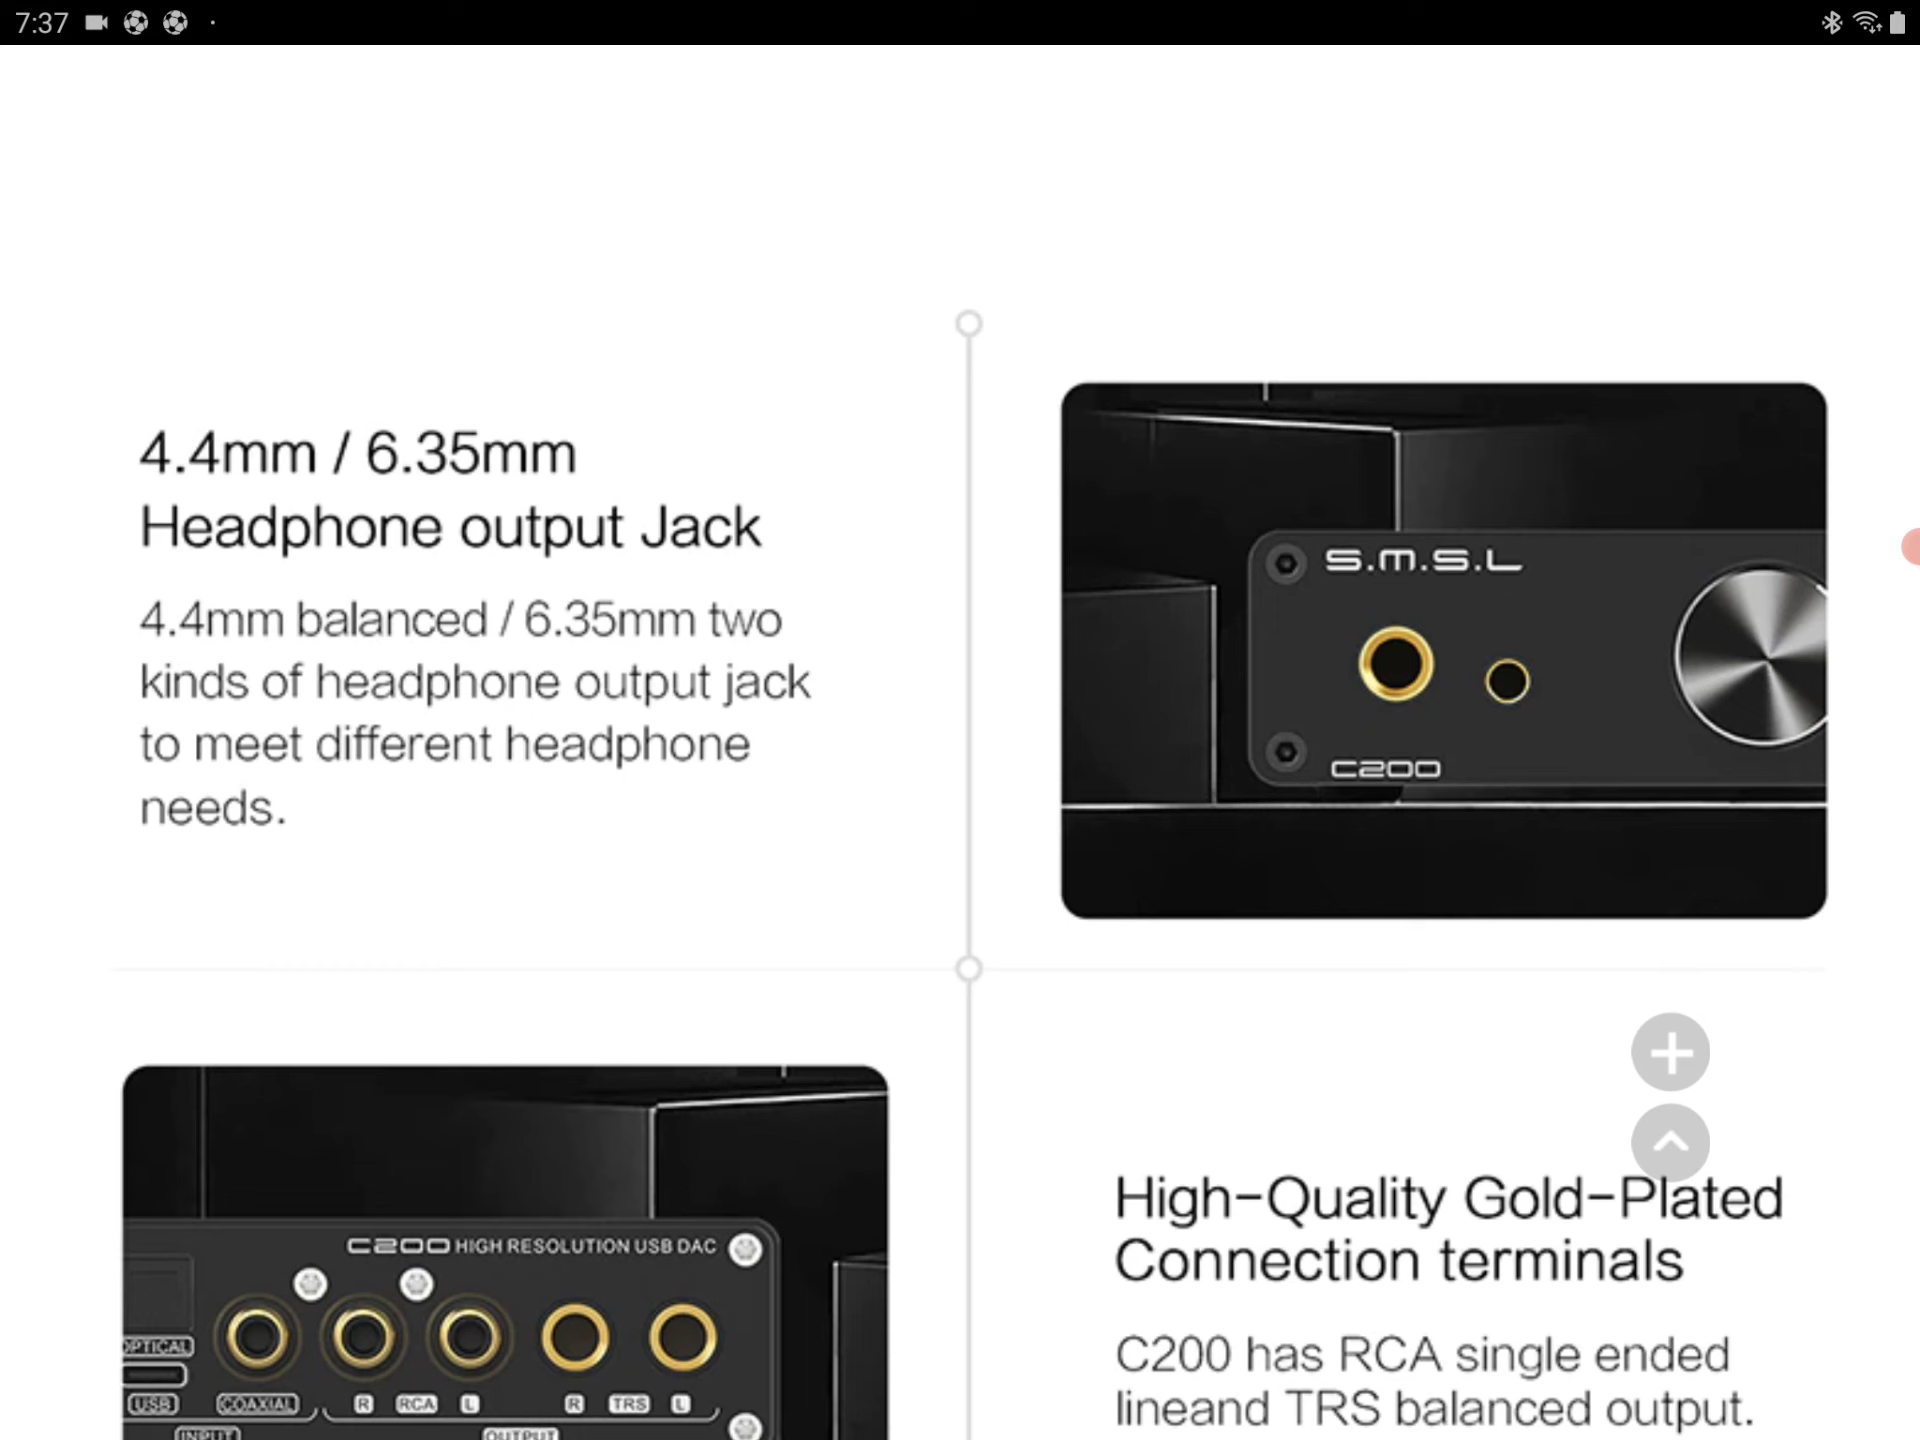 7:37
4.4mm / 6.35mm
Headphone output Jack
4.4mm balanced / 6.35mm two
kinds of headphone output jack
to meet different headphone
needs.
S.M.S.L
C200
C200 HIGH RESOLUTION USB DAC
OPTICAL
USB COAXIAL R RCA L R TRS L
INPUT OUTPUT
High-Quality Gold-Plated
Connection terminals
C200 has RCA single ended
lineand TRS balanced output.